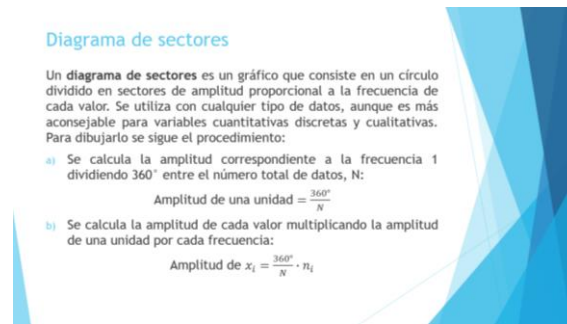 Diagrama de sectores
Un diagrama de sectores es un gráfico que consiste en un círculo
dividido en sectores de amplitud proporcional a la frecuencia de
cada valor. Se utiliza con cualquier tipo de datos, aunque es más
aconsejable para variables cuantitativas discretas y cualitativas.
Para dibujarlo se sigue el procedimiento:
a) Se calcula la amplitud correspondiente a la frecuencia 1
dividiendo 360° entre el número total de datos, N:
Amplitud de una unidad = 360°/N
b) Se calcula la amplitud de cada valor multiplicando la amplitud
de una unidad por cada frecuencia:
Amplitud de xᵢ = 360°/N · nᵢ